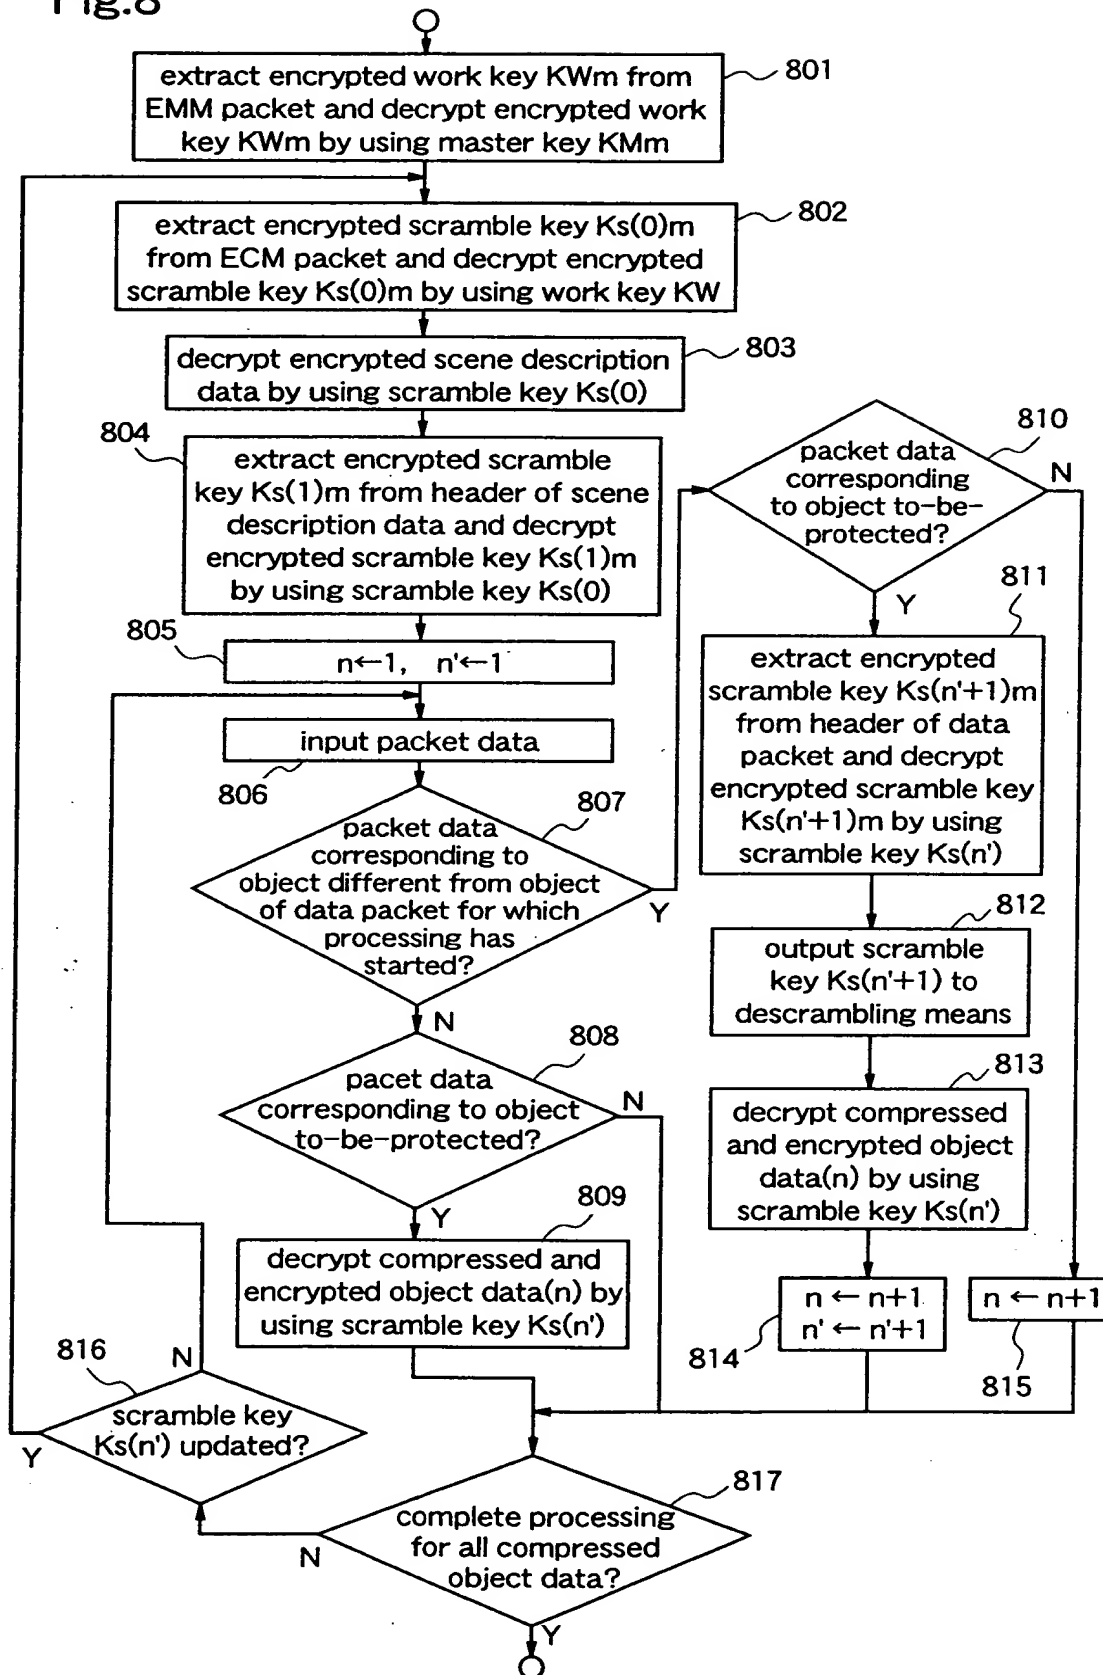 Fig.8
extract encrypted work key KWm from
EMM packet and decrypt encrypted work
key KWm by using master key KMm
801
extract encrypted scramble key Ks(0)m
from ECM packet and decrypt encrypted
scramble key Ks(0)m by using work key KW
802
decrypt encrypted scene description
data by using scramble key Ks(0)
803
804
extract encrypted scramble
key Ks(1)m from header of scene
description data and decrypt
encrypted scramble key Ks(1)m
by using scramble key Ks(0)
805
n←1, n'←1
input packet data
806
807
packet data
corresponding to
object different from object
of data packet for which
processing has
started?
Y
N
808
pacet data
corresponding to object
to-be-protected?
N
Y
809
decrypt compressed and
encrypted object data(n) by
using scramble key Ks(n')
810
packet data
corresponding
to object to-be-
protected?
N
Y
811
extract encrypted
scramble key Ks(n'+1)m
from header of data
packet and decrypt
encrypted scramble key
Ks(n'+1)m by using
scramble key Ks(n')
812
output scramble
key Ks(n'+1) to
descrambling means
813
decrypt compressed
and encrypted object
data(n) by using
scramble key Ks(n')
n ← n+1
n' ← n'+1
814
n ← n+1
815
816
N
scramble key
Ks(n') updated?
Y
817
complete processing
for all compressed
object data?
N
Y